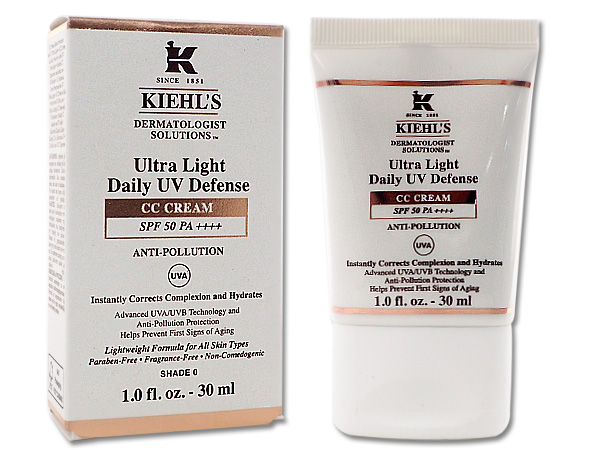 K
SINCE 1851
KIEHL'S
DERMATOLOGIST
SOLUTIONS™
Ultra Light
Daily UV Defense
CC CREAM
SPF 50 PA ++++
ANTI-POLLUTION
UVA
Instantly Corrects Complexion and Hydrates
Advanced UVA/UVB Technology and
Anti-Pollution Protection
Helps Prevent First Signs of Aging
Lightweight Formula for All Skin Types
Paraben-Free • Fragrance-Free • Non-Comedogenic
SHADE 0
1.0 fl. oz. - 30 ml
K
SINCE 1851
KIEHL'S
DERMATOLOGIST
SOLUTIONS™
Ultra Light
Daily UV Defense
CC CREAM
SPF 50 PA ++++
ANTI-POLLUTION
UVA
Instantly Corrects Complexion and Hydrates
Advanced UVA/UVB Technology and
Anti-Pollution Protection
Helps Prevent First Signs of Aging
1.0 fl. oz. - 30 ml